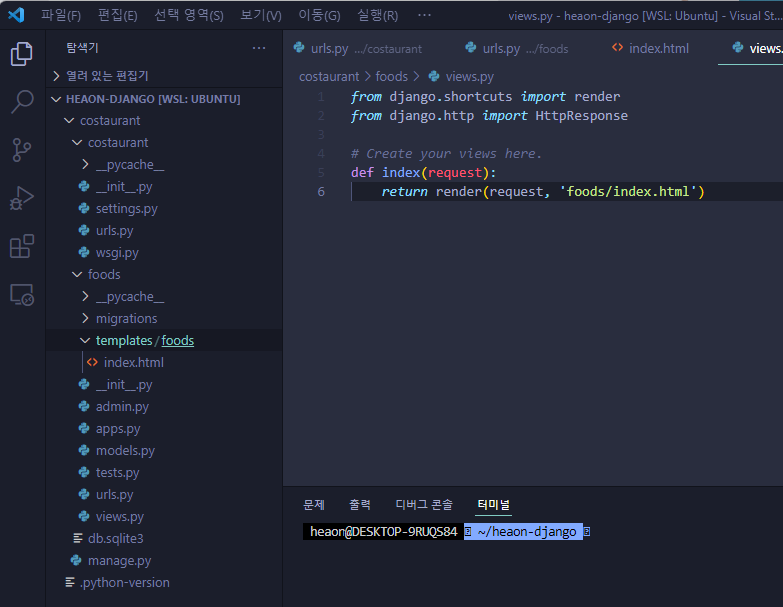 파일(F) 편집(E) 선택 영역(S) 보기(V) 이동(G) 실행(R) ··· views.py - heaon-django [WSL: Ubuntu] - Visual St...
탐색기 ···
urls.py .../costaurant urls.py .../foods <> index.html views.
열려 있는 편집기
HEAON-DJANGO [WSL: UBUNTU]
costaurant
costaurant
__pycache__
__init__.py
settings.py
urls.py
wsgi.py
foods
__pycache__
migrations
templates/foods
<> index.html
__init__.py
admin.py
apps.py
models.py
tests.py
urls.py
views.py
db.sqlite3
manage.py
.python-version
costaurant > foods > views.py
1 from django.shortcuts import render
2 from django.http import HttpResponse
3
4 # Create your views here.
5 def index(request):
6 return render(request, 'foods/index.html')
문제 출력 디버그 콘솔 터미널
heaon@DESKTOP-9RUQS84 ~/heaon-django